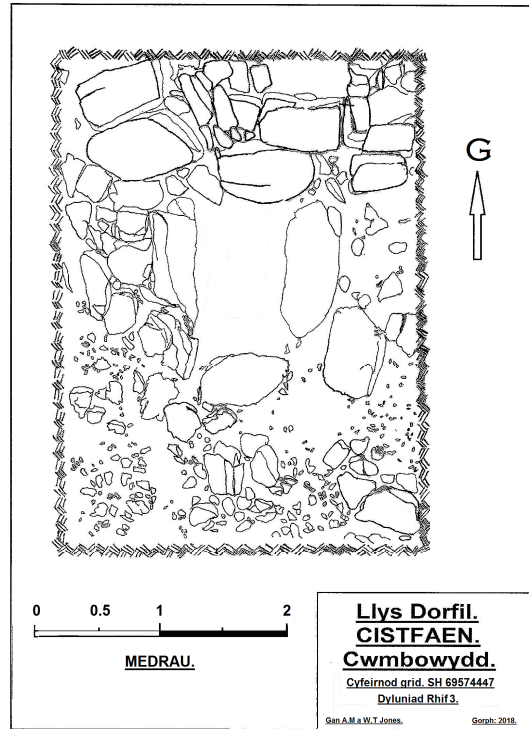 G
0 0.5 1 2
MEDRAU.
Llys Dorfil.
CISTFAEN.
Cwmbowydd.
Cyfeirnod grid. SH 69574447
Dyluniad Rhif 3.
Gan A.M a W.T Jones. Gorph: 2018.